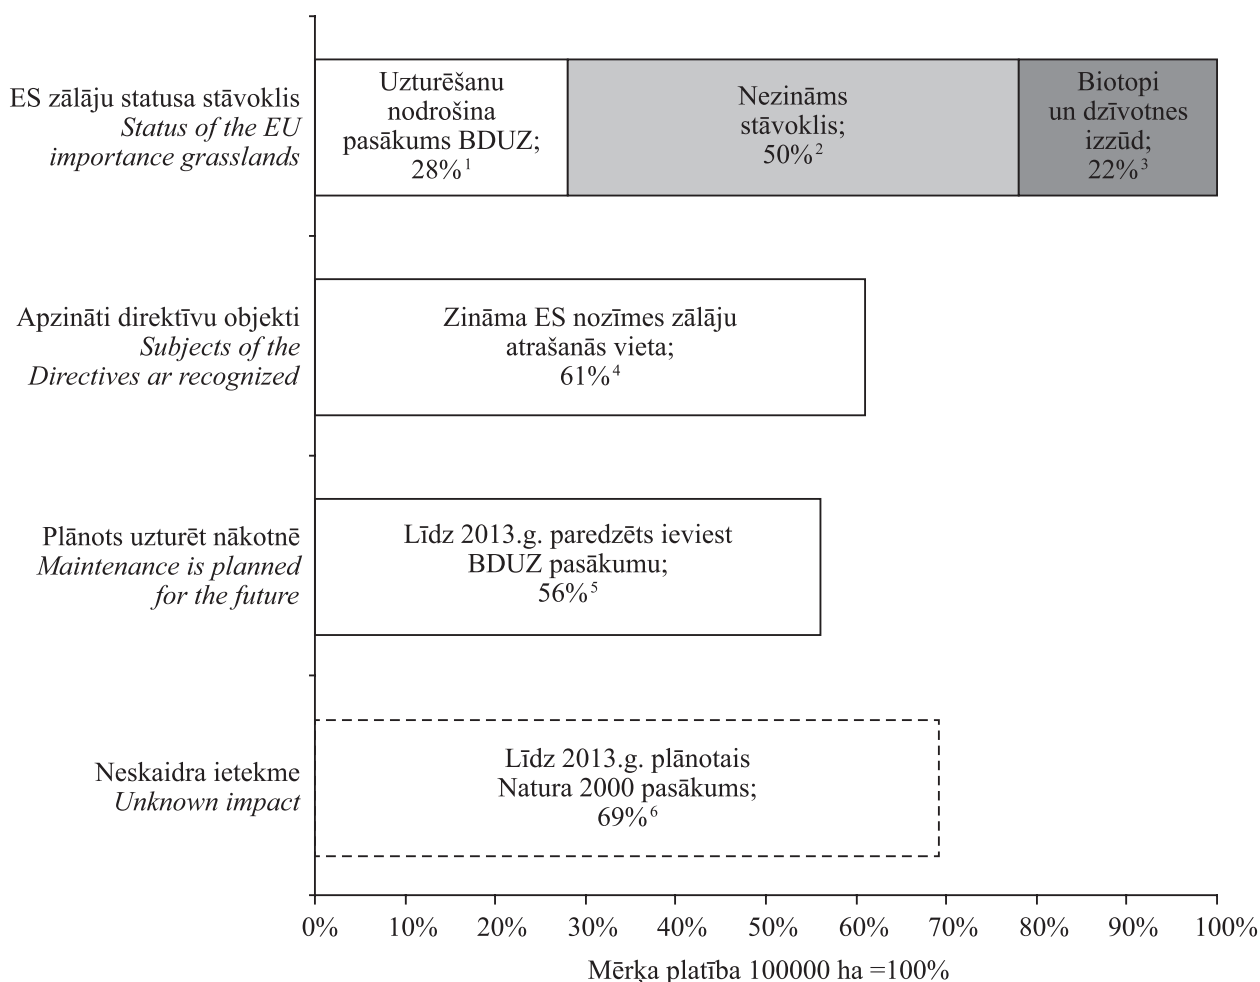 ES zālāju statusa stāvoklis
Status of the EU
importance grasslands
Uzturēšanu
nodrošina
pasākums BDUZ;
28%¹
Nezināms
stāvoklis;
50%²
Biotopi
un dzīvotnes
izzūd;
22%³
Apzināti direktīvu objekti
Subjects of the
Directives ar recognized
Zināma ES nozīmes zālāju
atrašanās vieta;
61%⁴
Plānots uzturēt nākotnē
Maintenance is planned
for the future
Līdz 2013.g. paredzēts ieviest
BDUZ pasākumu;
56%⁵
Neskaidra ietekme
Unknown impact
Līdz 2013.g. plānotais
Natura 2000 pasākums;
69%⁶
0% 10% 20% 30% 40% 50% 60% 70% 80% 90% 100%
Mērķa platība 100000 ha =100%